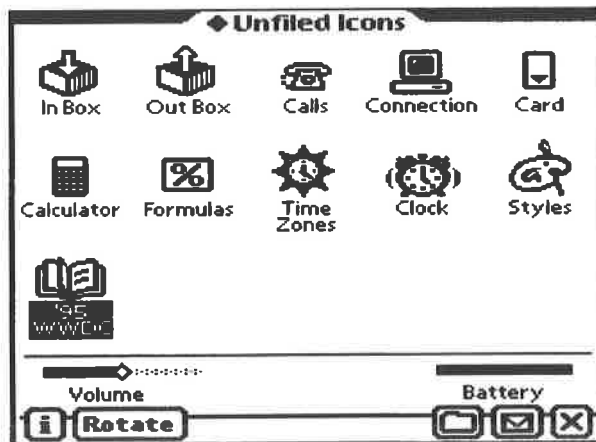 Unfiled Icons
In Box Out Box Calls Connection Card
Calculator Formulas Time Zones Clock Styles
'95
WWDC
Volume Battery
i Rotate